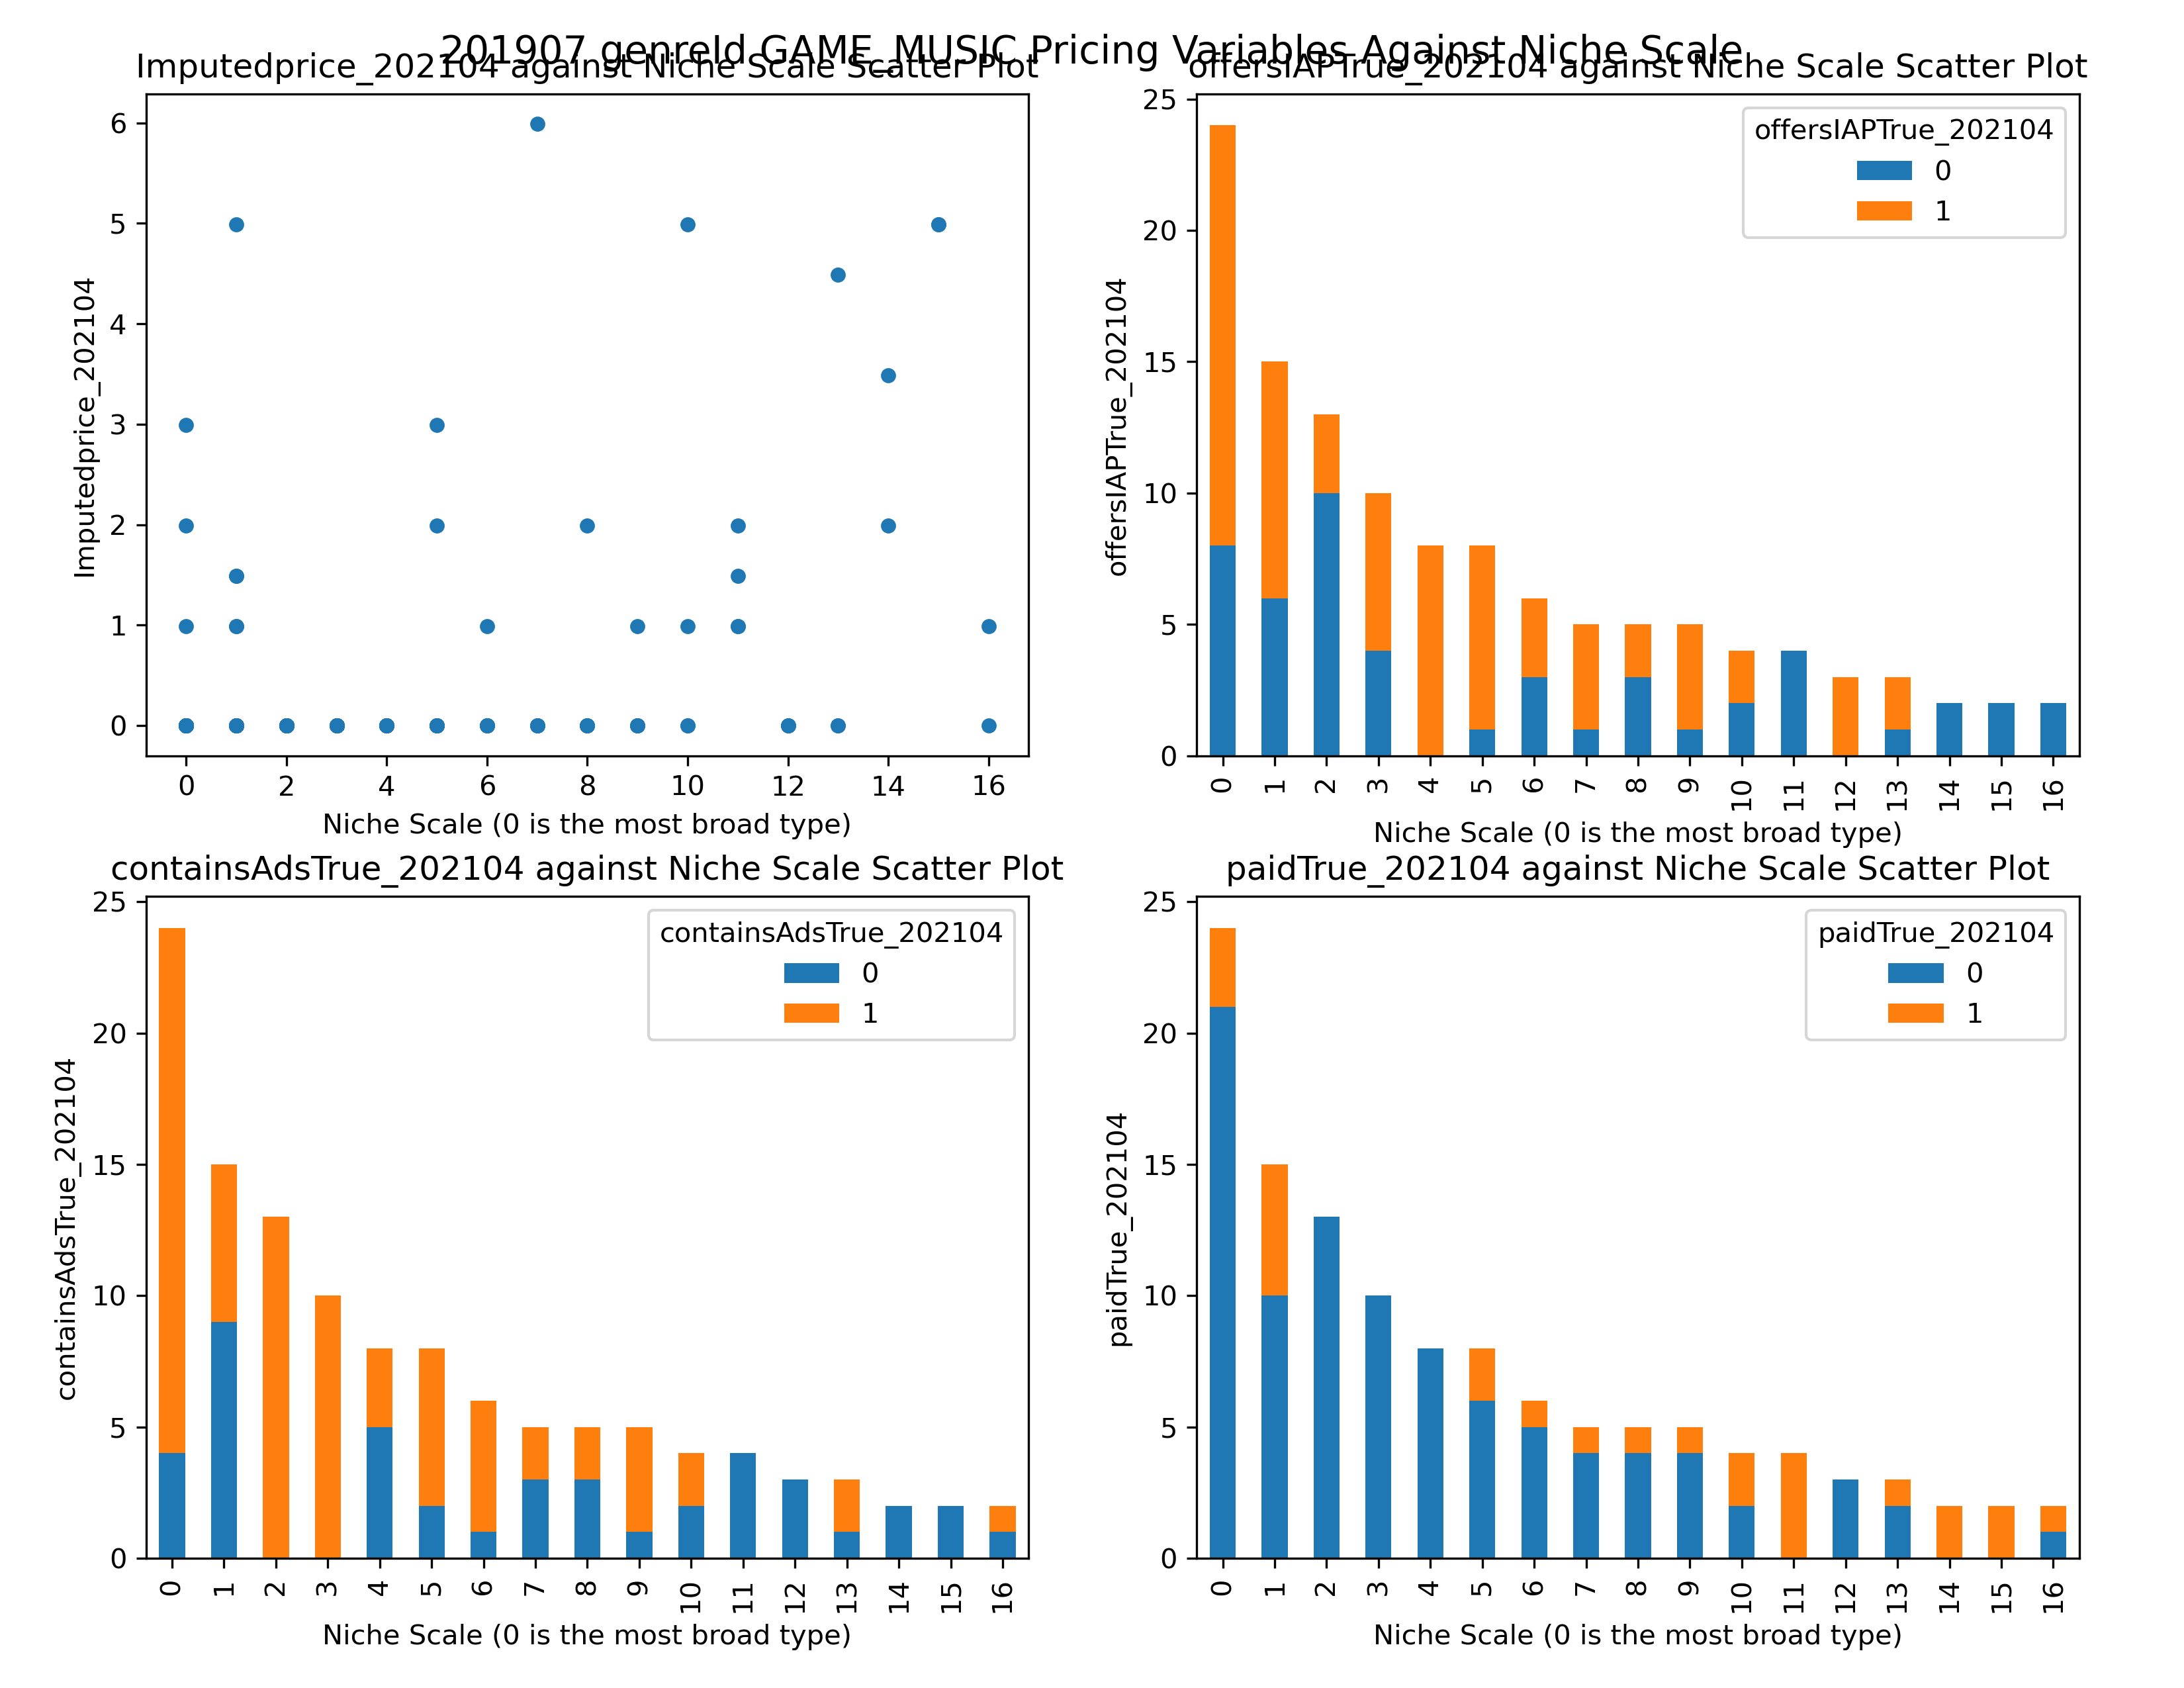 201907 genreId GAME_MUSIC Pricing Variables Against Niche Scale
Imputedprice_202104 against Niche Scale Scatter Plot
Imputedprice_202104
6
5
4
3
2
1
0
0 2 4 6 8 10 12 14 16
Niche Scale (0 is the most broad type)
offersIAPTrue_202104 against Niche Scale Scatter Plot
offersIAPTrue_202104
25
20
15
10
5
0
offersIAPTrue_202104
0
1
0 1 2 3 4 5 6 7 8 9 10 11 12 13 14 15 16
Niche Scale (0 is the most broad type)
containsAdsTrue_202104 against Niche Scale Scatter Plot
containsAdsTrue_202104
25
20
15
10
5
0
containsAdsTrue_202104
0
1
0 1 2 3 4 5 6 7 8 9 10 11 12 13 14 15 16
Niche Scale (0 is the most broad type)
paidTrue_202104 against Niche Scale Scatter Plot
paidTrue_202104
25
20
15
10
5
0
paidTrue_202104
0
1
0 1 2 3 4 5 6 7 8 9 10 11 12 13 14 15 16
Niche Scale (0 is the most broad type)